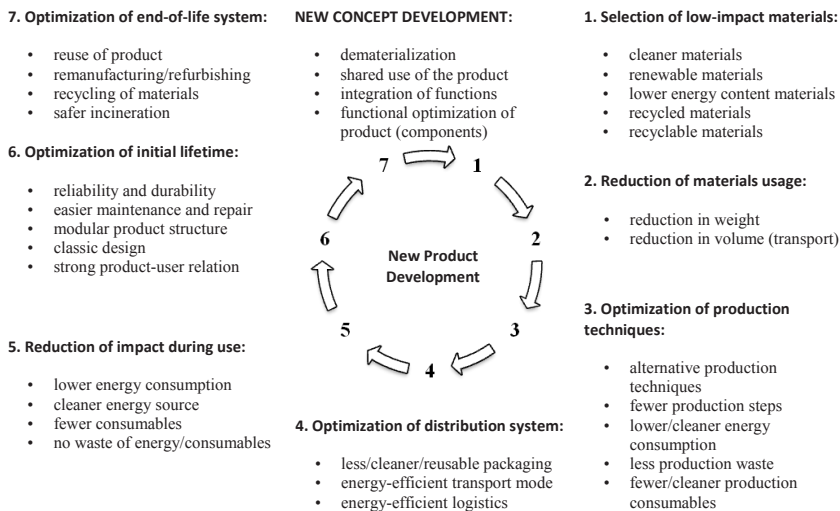 7. Optimization of end-of-life system:
• reuse of product
• remanufacturing/refurbishing
• recycling of materials
• safer incineration
NEW CONCEPT DEVELOPMENT:
• dematerialization
• shared use of the product
• integration of functions
• functional optimization of
product (components)
1. Selection of low-impact materials:
• cleaner materials
• renewable materials
• lower energy content materials
• recycled materials
• recyclable materials
6. Optimization of initial lifetime:
• reliability and durability
• easier maintenance and repair
• modular product structure
• classic design
• strong product-user relation
7
1
6
2
New Product
Development
5
3
4
2. Reduction of materials usage:
• reduction in weight
• reduction in volume (transport)
5. Reduction of impact during use:
• lower energy consumption
• cleaner energy source
• fewer consumables
• no waste of energy/consumables
4. Optimization of distribution system:
• less/cleaner/reusable packaging
• energy-efficient transport mode
• energy-efficient logistics
3. Optimization of production
techniques:
• alternative production
techniques
• fewer production steps
• lower/cleaner energy
consumption
• less production waste
• fewer/cleaner production
consumables